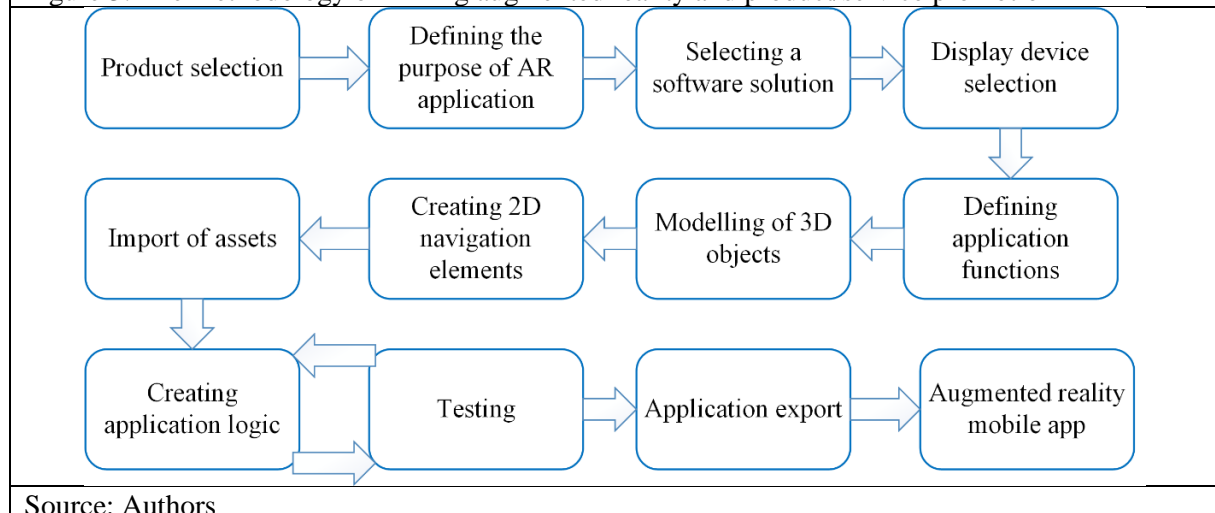 Product selection
Defining the
purpose of AR
application
Selecting a
software solution
Display device
selection
Import of assets
Creating 2D
navigation
elements
Modelling of 3D
objects
Defining
application
functions
Creating
application logic
Testing
Application export
Augmented reality
mobile app
Source: Authors